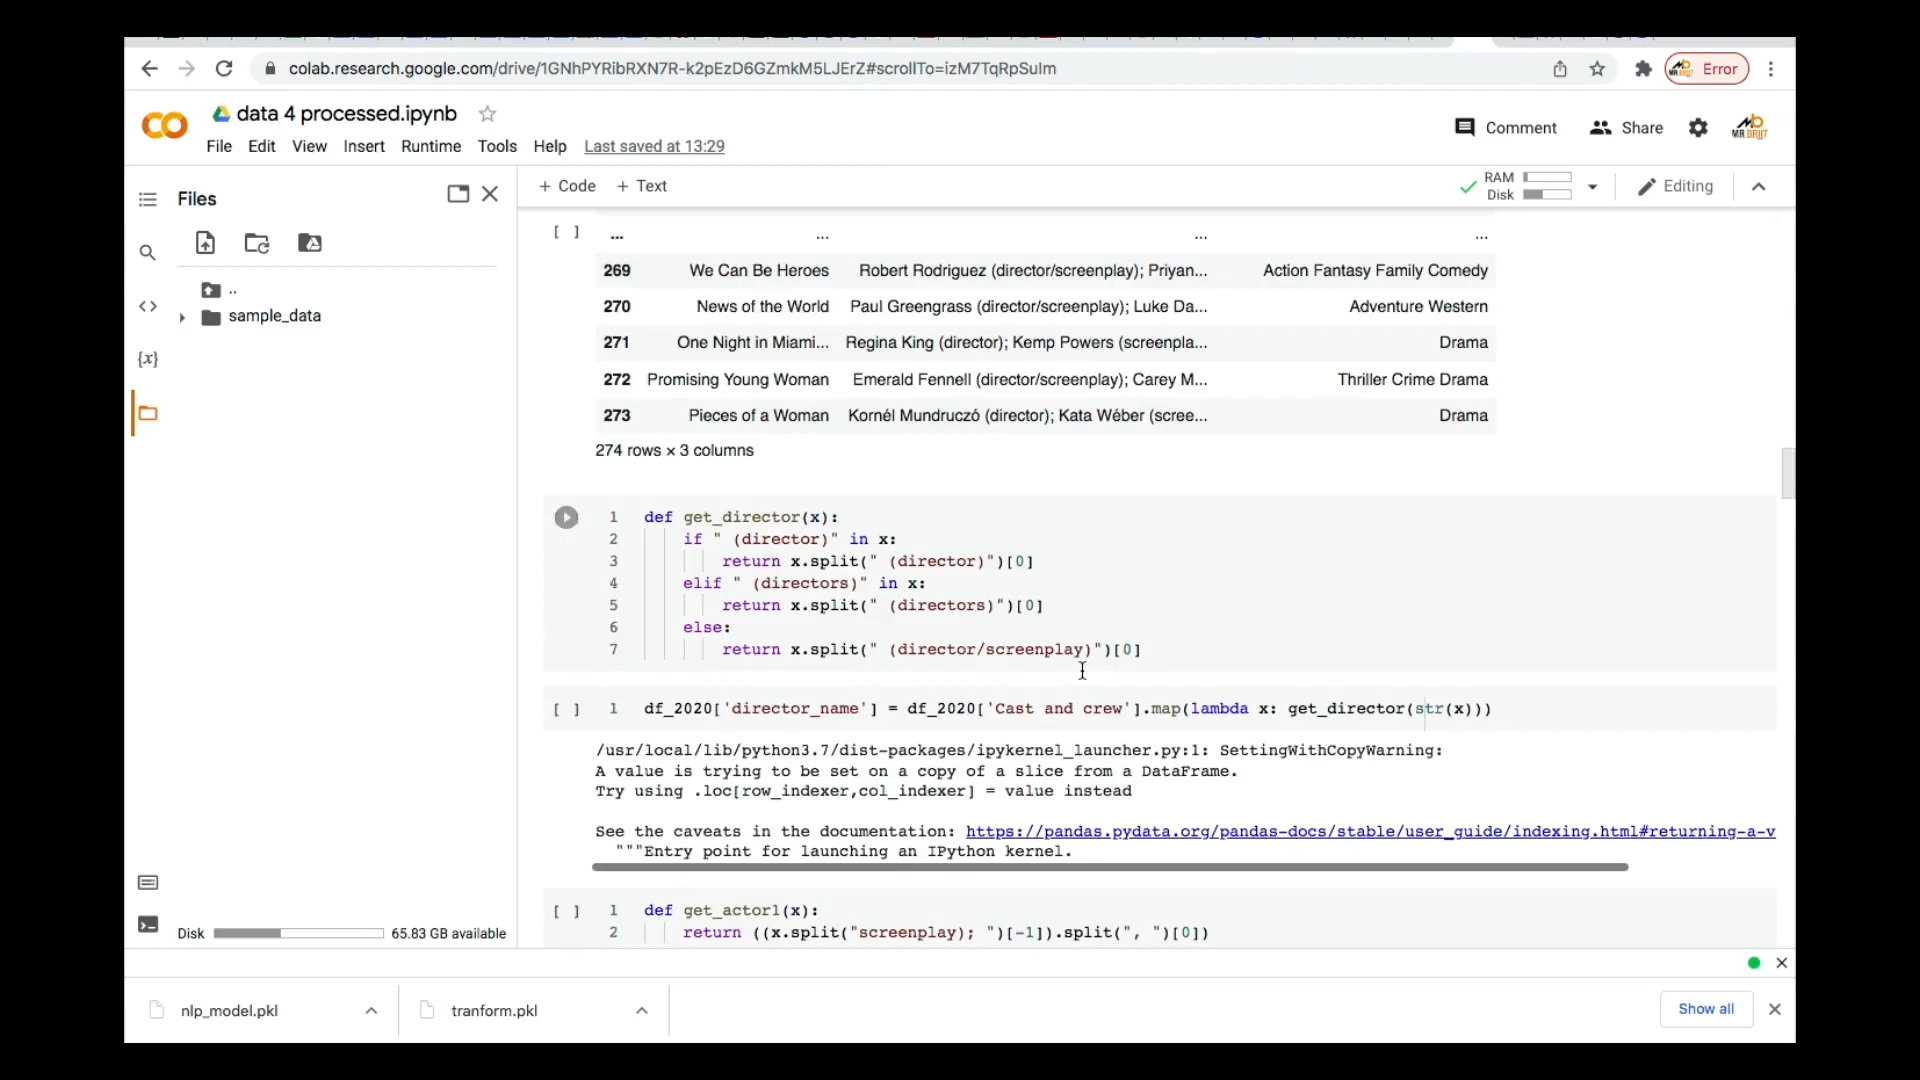 colab.research.google.com/drive/1GNhPYRibRXN7R-k2pEzD6GZmkM5LJErZ#scrollTo=izM7TqRpSuIm
Error
data 4 processed.ipynb
Comment
Share
File Edit View Insert Runtime Tools Help Last saved at 13:29
Files
+ Code + Text
RAM
Disk
Editing
..
sample_data
{x}
[ ] ... ... ... ...
269 We Can Be Heroes Robert Rodriguez (director/screenplay); Priyan... Action Fantasy Family Comedy
270 News of the World Paul Greengrass (director/screenplay); Luke Da... Adventure Western
271 One Night in Miami... Regina King (director); Kemp Powers (screenpla... Drama
272 Promising Young Woman Emerald Fennell (director/screenplay); Carey M... Thriller Crime Drama
273 Pieces of a Woman Kornél Mundruczó (director); Kata Wéber (scree... Drama
274 rows × 3 columns
1 def get_director(x):
2 if " (director)" in x:
3 return x.split(" (director)")[0]
4 elif " (directors)" in x:
5 return x.split(" (directors)")[0]
6 else:
7 return x.split(" (director/screenplay)")[0]
[ ] 1 df_2020['director_name'] = df_2020['Cast and crew'].map(lambda x: get_director(str(x)))
/usr/local/lib/python3.7/dist-packages/ipykernel_launcher.py:1: SettingWithCopyWarning:
A value is trying to be set on a copy of a slice from a DataFrame.
Try using .loc[row_indexer,col_indexer] = value instead
See the caveats in the documentation: https://pandas.pydata.org/pandas-docs/stable/user_guide/indexing.html#returning-a-v
"""Entry point for launching an IPython kernel.
[ ] 1 def get_actor1(x):
2 return ((x.split("screenplay); ")[-1]).split(", ")[0])
Disk 65.83 GB available
nlp_model.pkl
tranform.pkl
Show all